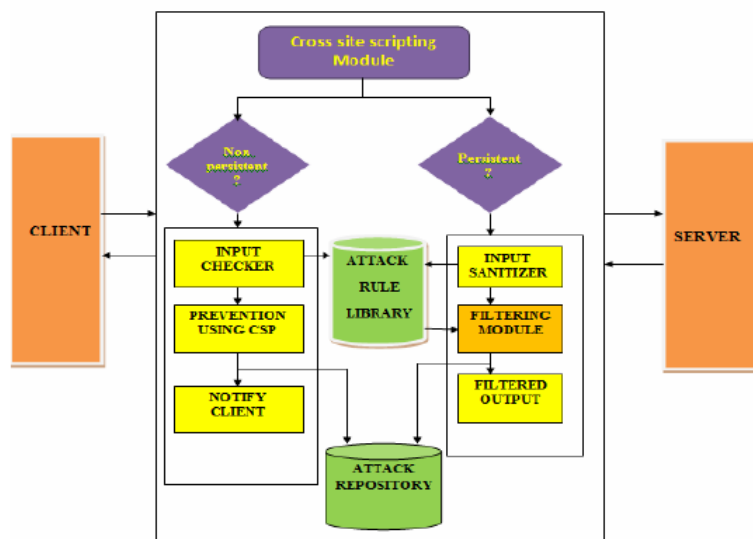 Cross site scripting
Module
Non
persistent
?
Persistent ?
CLIENT
SERVER
INPUT
CHECKER
ATTACK
RULE
LIBRARY
INPUT
SANITIZER
PREVENTION
USING CSP
FILTERING
MODULE
NOTIFY
CLIENT
FILTERED
OUTPUT
ATTACK
REPOSITORY